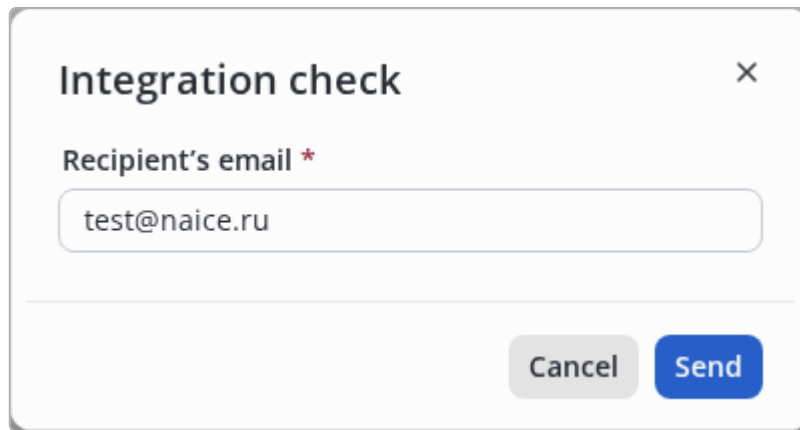 Integration check
Recipient’s email *
test@naice.ru
Cancel Send